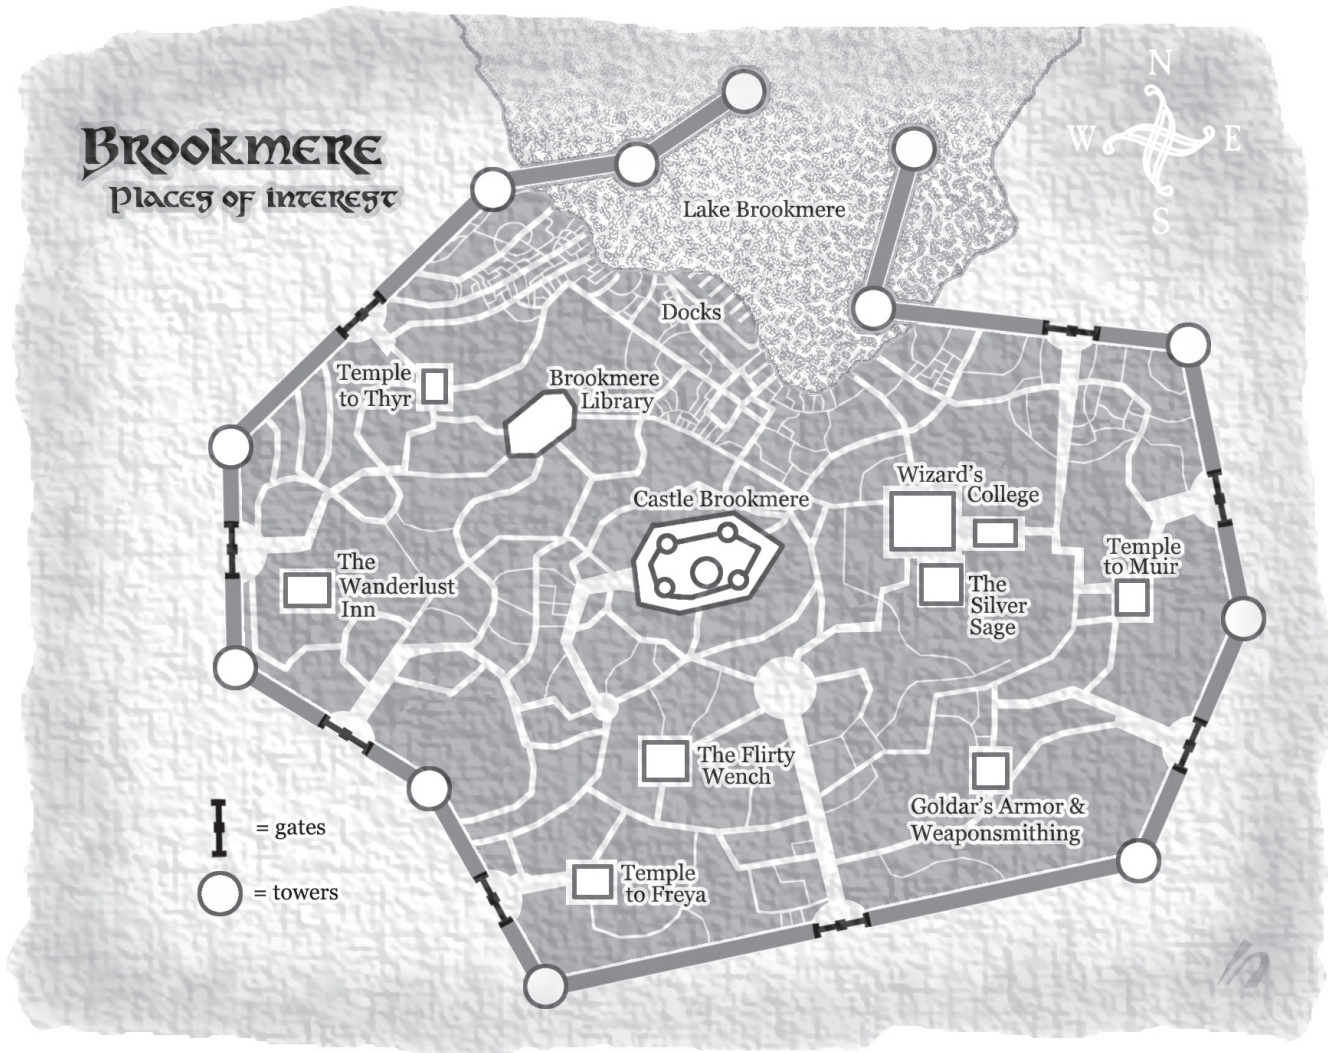 N
W E
S
Brookmere
Places of interest
Lake Brookmere
Docks
Temple
to Thyr
Brookmere
Library
Castle Brookmere
Wizard's
College
The
Wanderlust
Inn
Temple
to Muir
The
Silver
Sage
The Flirty
Wench
Goldar's Armor &
Weaponsmithing
= gates
= towers
Temple
to Freya